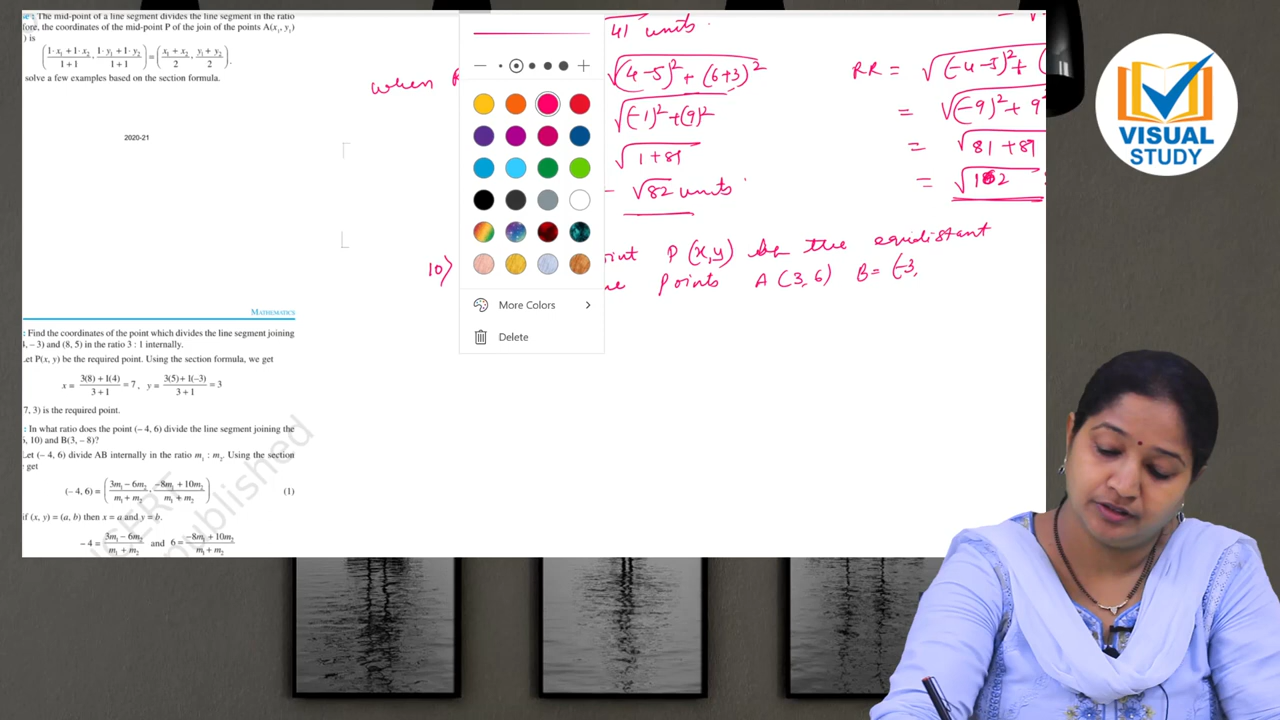 se : The mid-point of a line segment divides the line segment in the ratio
fore, the coordinates of the mid-point P of the join of the points A(x₁, y₁)
) is
(1·x₁+1·x₂/1+1, 1·y₁+1·y₂/1+1) = (x₁+x₂/2, y₁+y₂/2).
solve a few examples based on the section formula.
2020-21
MATHEMATICS
: Find the coordinates of the point which divides the line segment joining
4, – 3) and (8, 5) in the ratio 3 : 1 internally.
Let P(x, y) be the required point. Using the section formula, we get
x = 3(8)+1(4)/3+1 = 7, y = 3(5)+1(–3)/3+1 = 3
7, 3) is the required point.
: In what ratio does the point (– 4, 6) divide the line segment joining the
, 10) and B(3, – 8)?
Let (– 4, 6) divide AB internally in the ratio m₁ : m₂. Using the section
get
(–4, 6) = (3m₁–6m₂/m₁+m₂, –8m₁+10m₂/m₁+m₂) (1)
if (x, y) = (a, b) then x = a and y = b.
–4 = 3m₁–6m₂/m₁+m₂ and 6 = –8m₁+10m₂/m₁+m₂
published
√41 units
when
√(4-5)²+(6+3)²
√(-1)²+(9)²
√1+81
√82 units
= √(-9)²+9²
= √81+81
10)
int P(x,y) the equidistant
Points A(3,6) B=(-3,
More Colors
Delete
VISUAL
STUDY